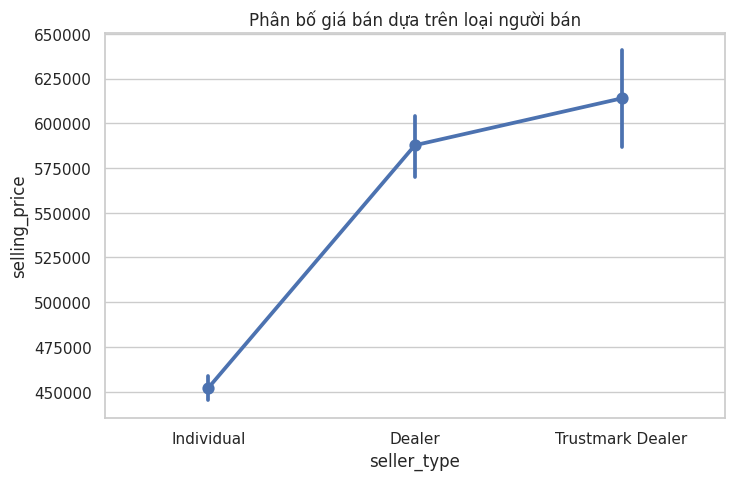 Phân bố giá bán dựa trên loại người bán
650000
625000
600000
575000
550000
525000
500000
475000
450000
selling_price
Individual
Dealer
Trustmark Dealer
seller_type